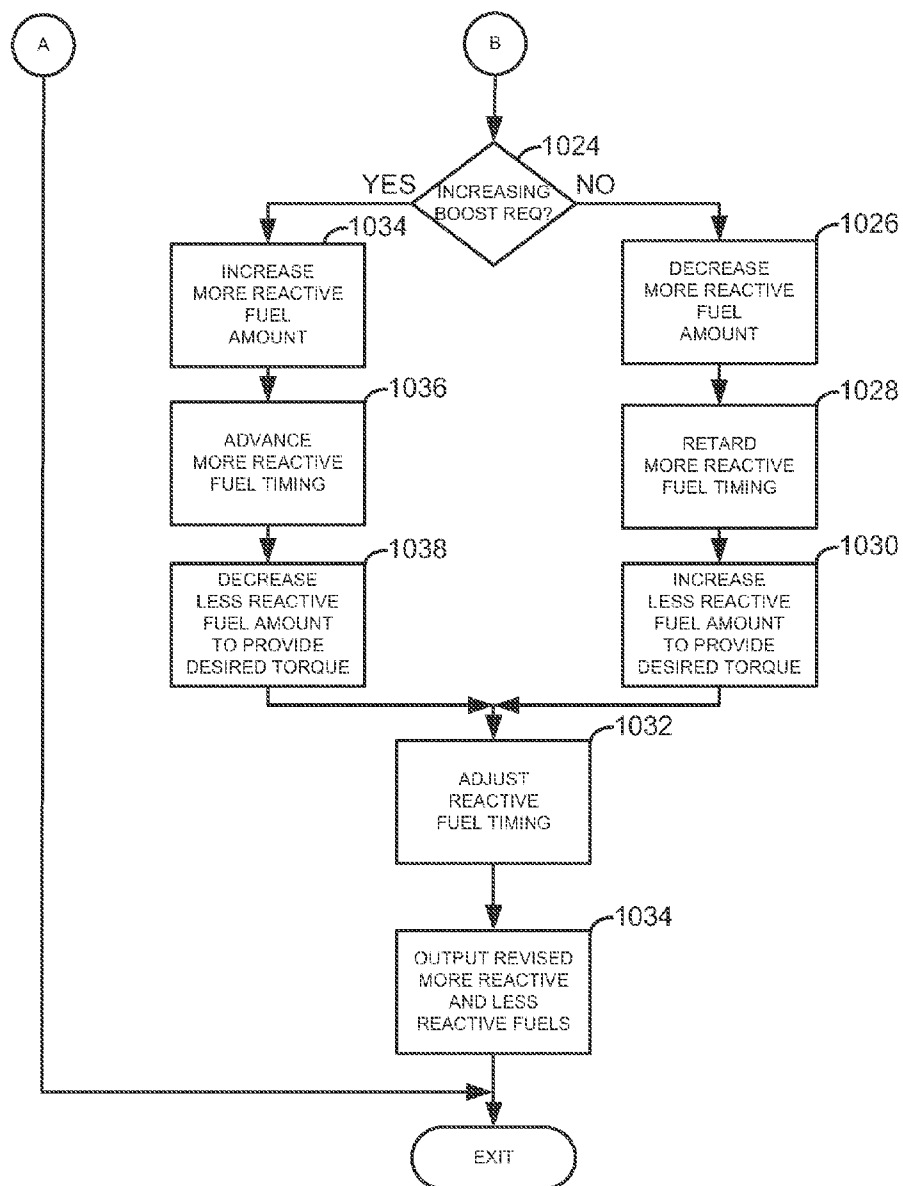 A
B
1024
YES
INCREASING
BOOST REQ?
NO
1034
INCREASE
MORE REACTIVE
FUEL
AMOUNT
1026
DECREASE
MORE REACTIVE
FUEL
AMOUNT
1036
ADVANCE
MORE REACTIVE
FUEL TIMING
1028
RETARD
MORE REACTIVE
FUEL TIMING
1038
DECREASE
LESS REACTIVE
FUEL AMOUNT
TO PROVIDE
DESIRED TORQUE
1030
INCREASE
LESS REACTIVE
FUEL AMOUNT
TO PROVIDE
DESIRED TORQUE
1032
ADJUST
REACTIVE
FUEL TIMING
1034
OUTPUT REVISED
MORE REACTIVE
AND LESS
REACTIVE FUELS
EXIT